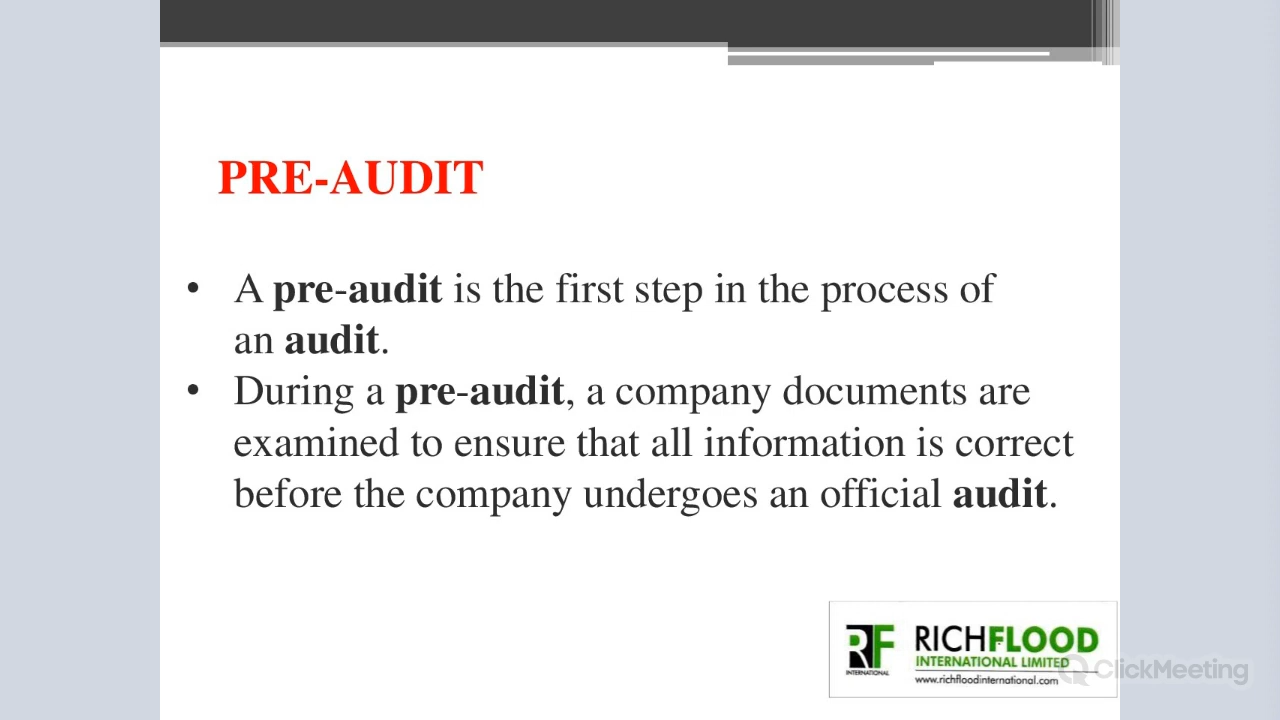 PRE-AUDIT
• A pre-audit is the first step in the process of
an audit.
• During a pre-audit, a company documents are
examined to ensure that all information is correct
before the company undergoes an official audit.
RF
INTERNATIONAL
RICHFLOOD
INTERNATIONAL LIMITED
www.richfloodinternational.com
ClickMeeting